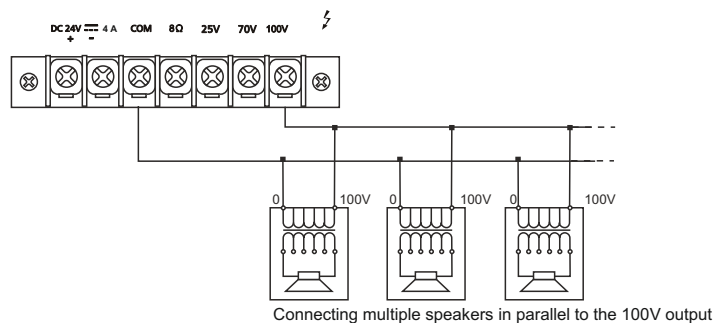 DC 24V 4 A COM 8Ω 25V 70V 100V
+ -
0 100V 0 100V 0 100V
Connecting multiple speakers in parallel to the 100V output